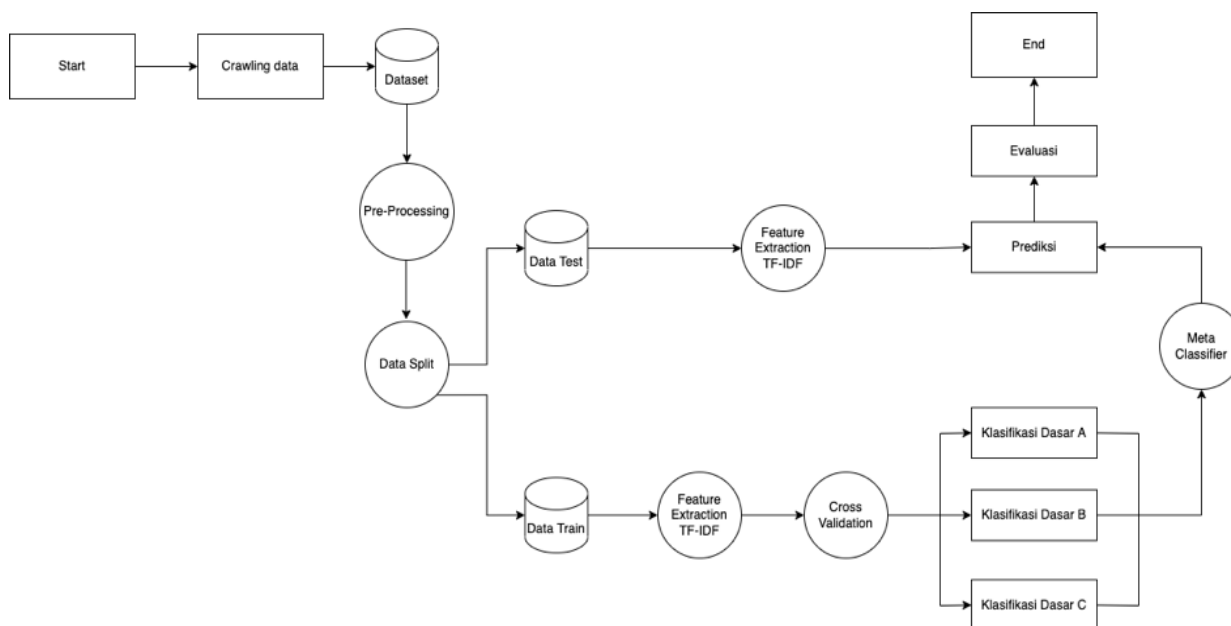 Start
Crawling data
Dataset
End
Evaluasi
Pre-Processing
Data Test
Feature
Extraction
TF-IDF
Prediksi
Data Split
Meta
Classifier
Data Train
Feature
Extraction
TF-IDF
Cross
Validation
Klasifikasi Dasar A
Klasifikasi Dasar B
Klasifikasi Dasar C